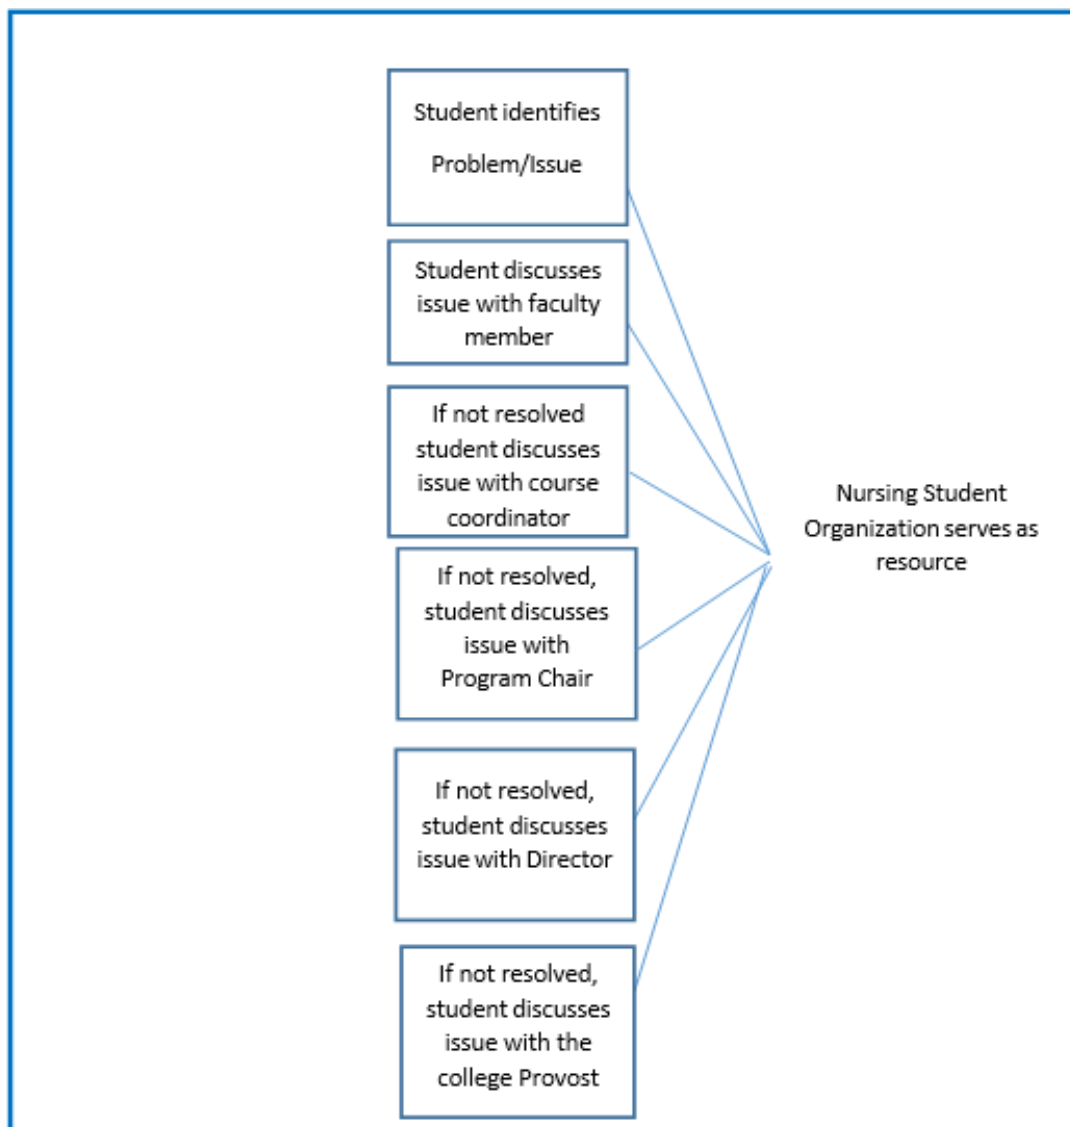 Student identifies
Problem/Issue
Student discusses
issue with faculty
member
If not resolved
student discusses
issue with course
coordinator
If not resolved,
student discusses
issue with
Program Chair
If not resolved,
student discusses
issue with Director
If not resolved,
student discusses
issue with the
college Provost
Nursing Student
Organization serves as
resource